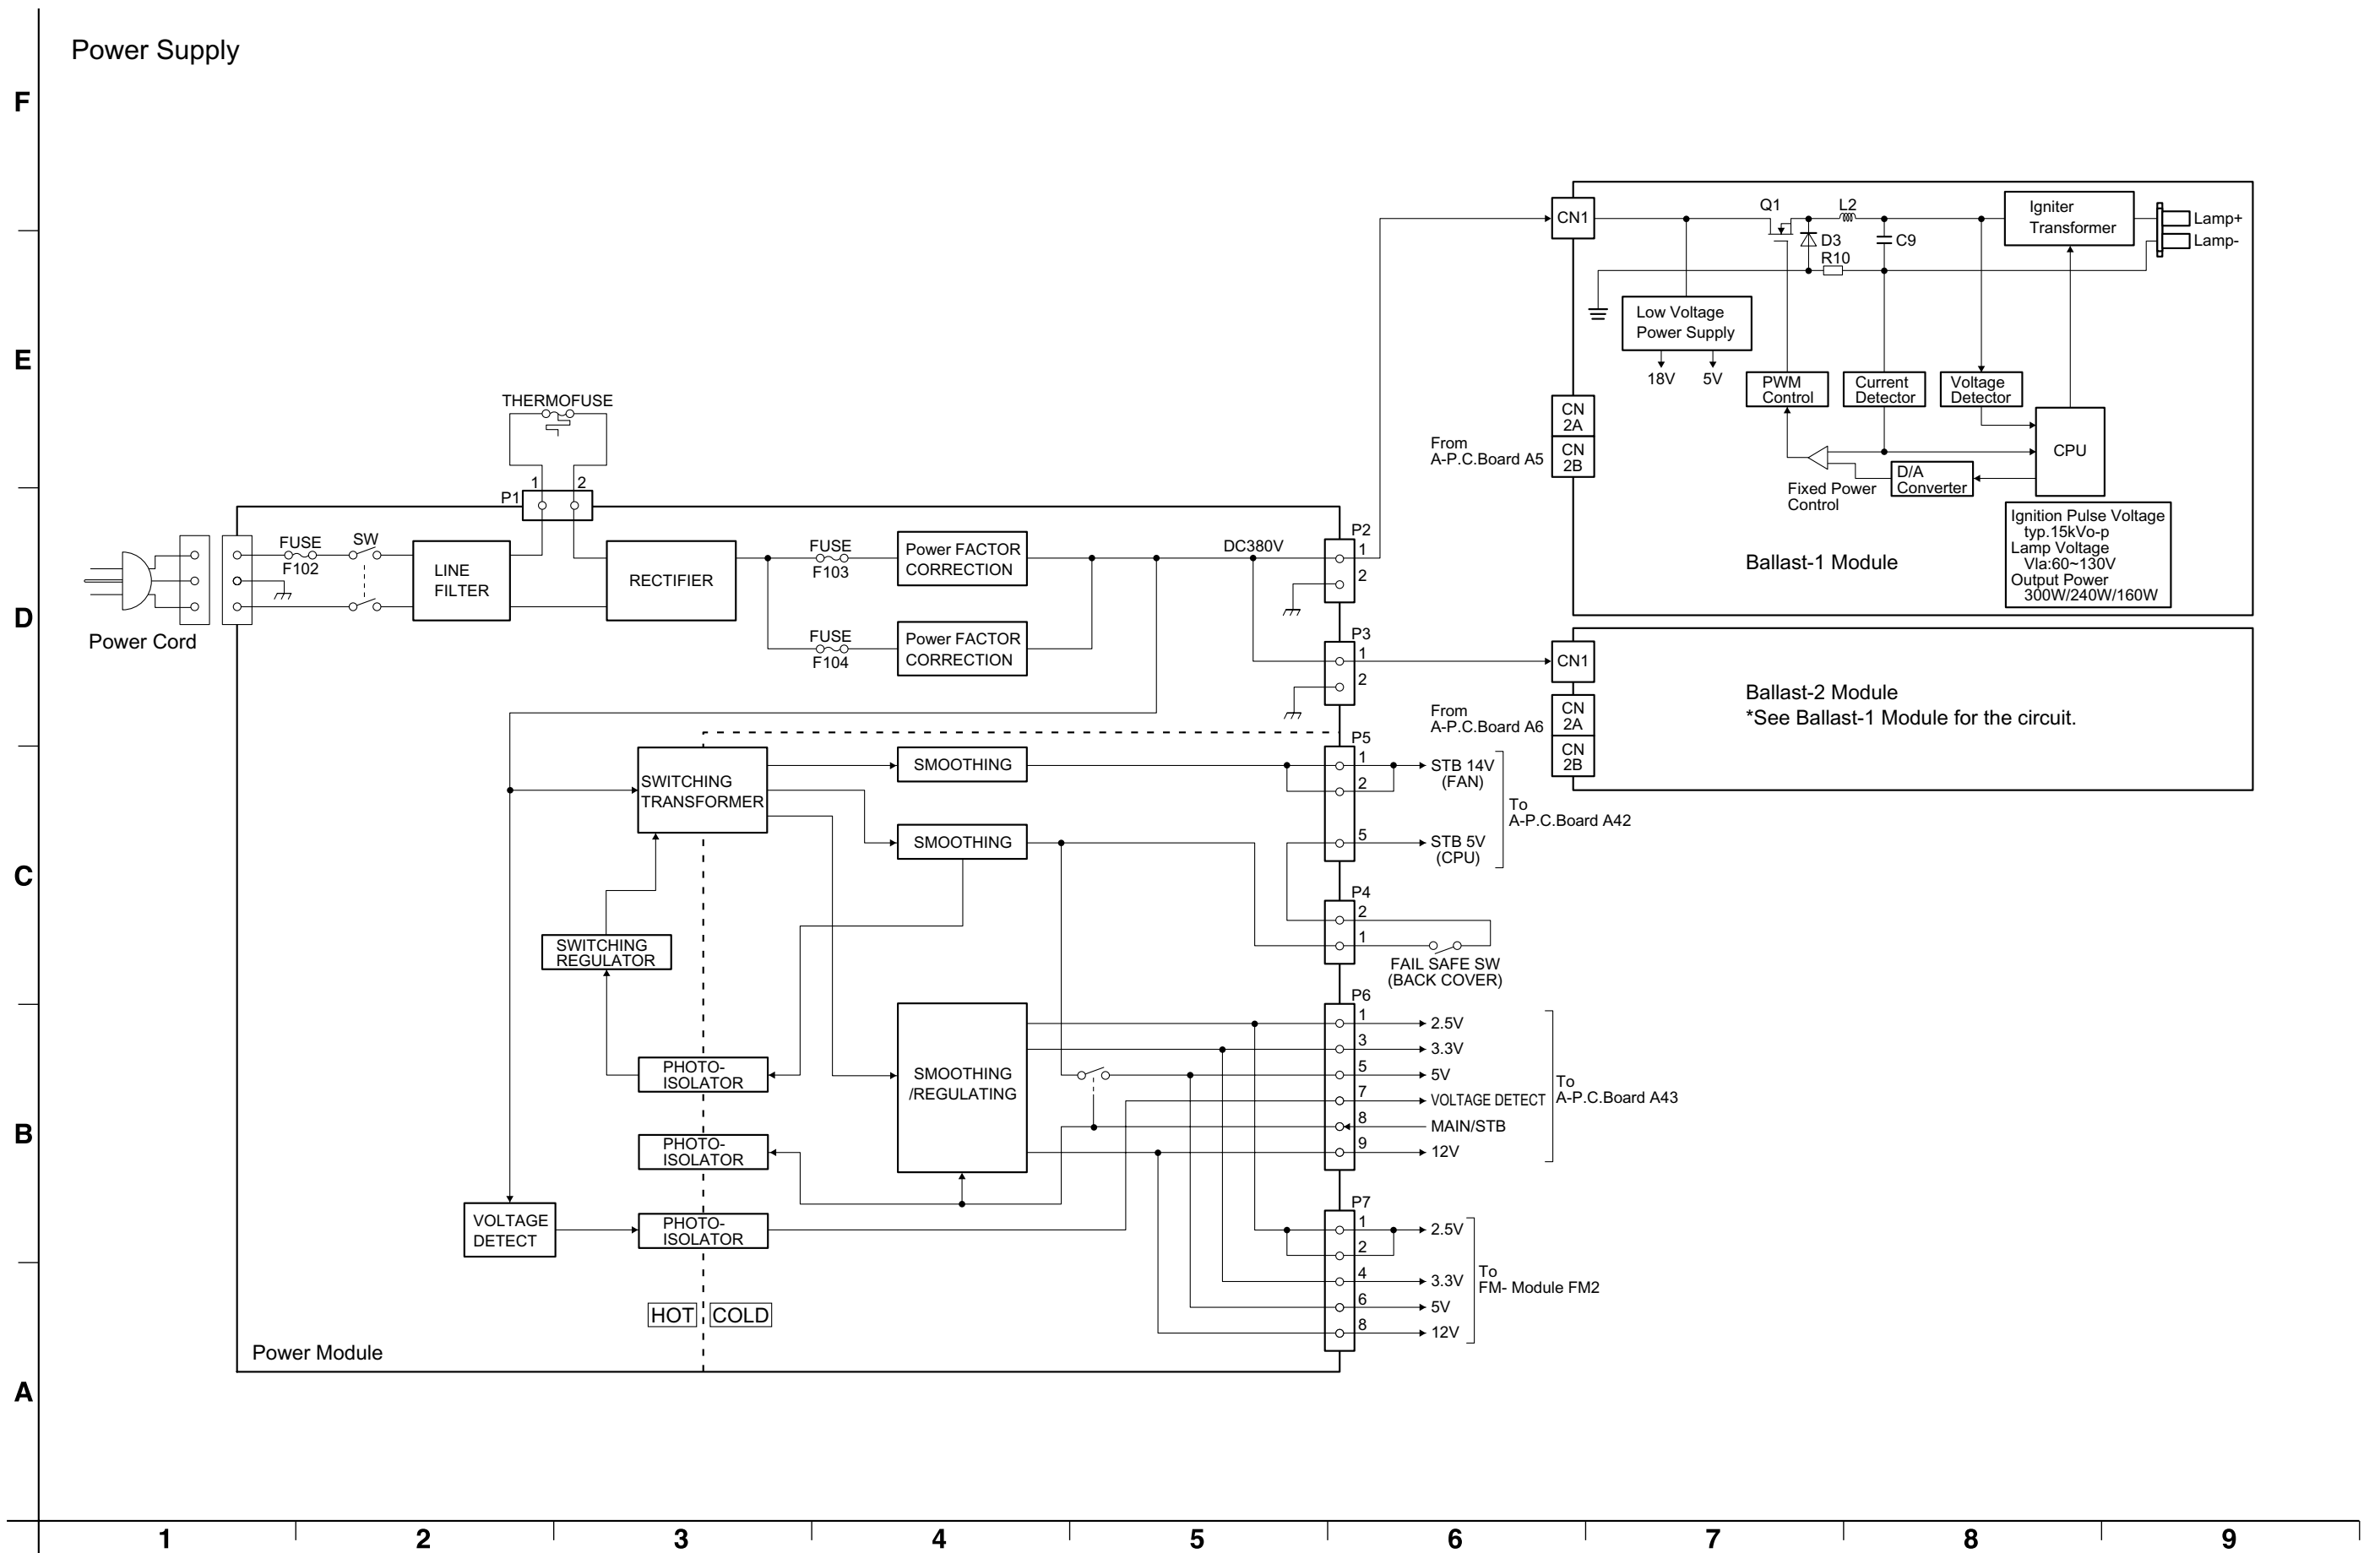 Power Supply
F
E
D
C
B
A
Q1
L2
Igniter
Transformer
Lamp+
Lamp-
CN1
D3
C9
R10
Low Voltage
Power Supply
18V
5V
PWM
Control
Current
Detector
Voltage
Detector
CN
2A
CN
2B
From
A-P.C.Board A5
CPU
D/A
Converter
Fixed Power
Control
Ignition Pulse Voltage
typ.15kVo-p
Lamp Voltage
Vla:60~130V
Output Power
300W/240W/160W
Ballast-1 Module
THERMOFUSE
1
2
P1
FUSE
F102
SW
LINE
FILTER
RECTIFIER
FUSE
F103
Power FACTOR
CORRECTION
DC380V
P2
1
2
Power Cord
FUSE
F104
Power FACTOR
CORRECTION
P3
1
2
CN1
Ballast-2 Module
*See Ballast-1 Module for the circuit.
From
A-P.C.Board A6
CN
2A
CN
2B
SWITCHING
TRANSFORMER
SMOOTHING
P5
1
2
5
STB 14V
(FAN)
To
A-P.C.Board A42
SMOOTHING
STB 5V
(CPU)
P4
2
1
FAIL SAFE SW
(BACK COVER)
SWITCHING
REGULATOR
P6
1
2.5V
3
3.3V
5
5V
7
VOLTAGE DETECT
8
MAIN/STB
9
12V
To
A-P.C.Board A43
PHOTO-
ISOLATOR
SMOOTHING
/REGULATING
PHOTO-
ISOLATOR
VOLTAGE
DETECT
PHOTO-
ISOLATOR
P7
1
2.5V
2
4
3.3V
6
5V
8
12V
To
FM- Module FM2
HOT
COLD
Power Module
1
2
3
4
5
6
7
8
9